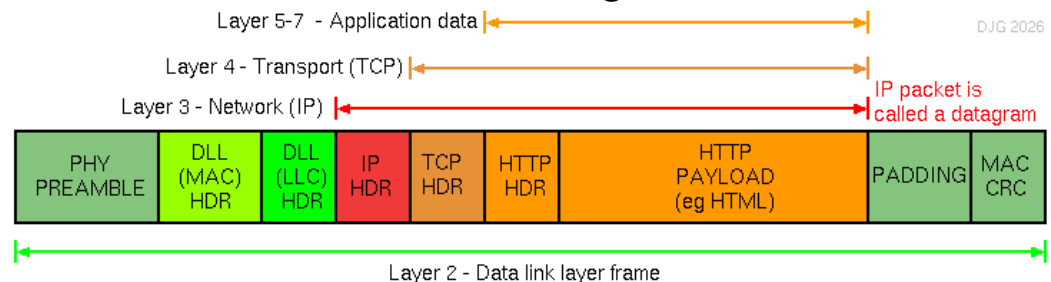 Layer 5-7 - Application data
DJG 2026
Layer 4 - Transport (TCP)
Layer 3 - Network (IP)
IP packet is
called a datagram
PHY
PREAMBLE
DLL
(MAC)
HDR
DLL
(LLC)
HDR
IP
HDR
TCP
HDR
HTTP
HDR
HTTP
PAYLOAD
(eg HTML)
PADDING
MAC
CRC
Layer 2 - Data link layer frame